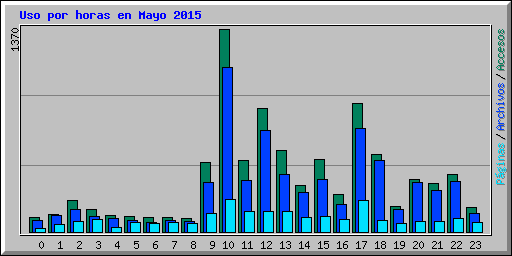 Uso por horas en Mayo 2015
1370
Páginas / Archivos / Accesos
0 1 2 3 4 5 6 7 8 9 10 11 12 13 14 15 16 17 18 19 20 21 22 23